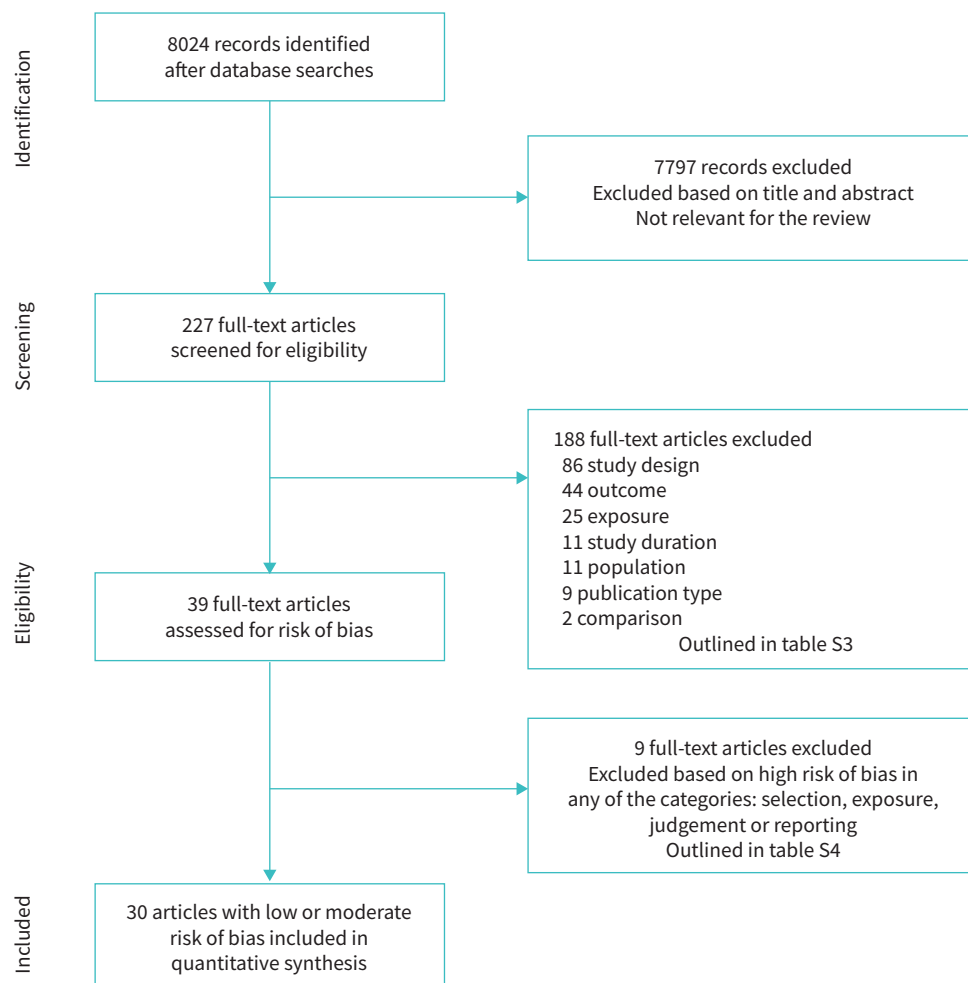 Identification
8024 records identified
after database searches
7797 records excluded
Excluded based on title and abstract
Not relevant for the review
Screening
227 full-text articles
screened for eligibility
188 full-text articles excluded
86 study design
44 outcome
25 exposure
11 study duration
11 population
9 publication type
2 comparison
Outlined in table S3
Eligibility
39 full-text articles
assessed for risk of bias
9 full-text articles excluded
Excluded based on high risk of bias in
any of the categories: selection, exposure,
judgement or reporting
Outlined in table S4
Included
30 articles with low or moderate
risk of bias included in
quantitative synthesis